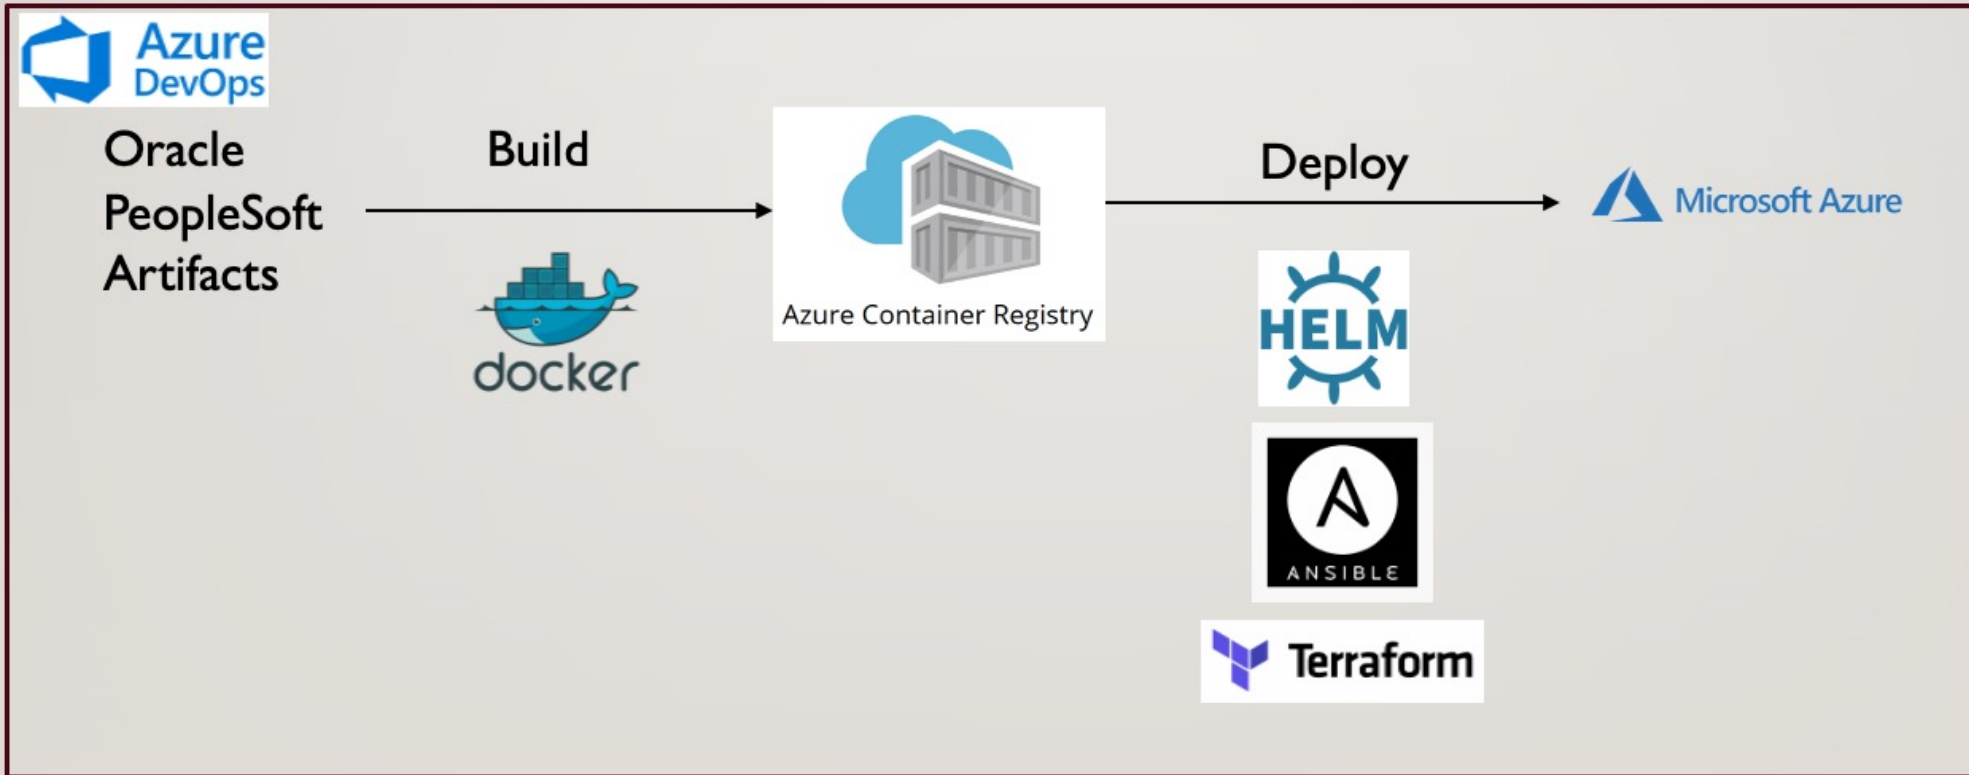 Azure
DevOps
Oracle
PeopleSoft
Artifacts
Build
docker
Azure Container Registry
Deploy
HELM
ANSIBLE
Terraform
Microsoft Azure